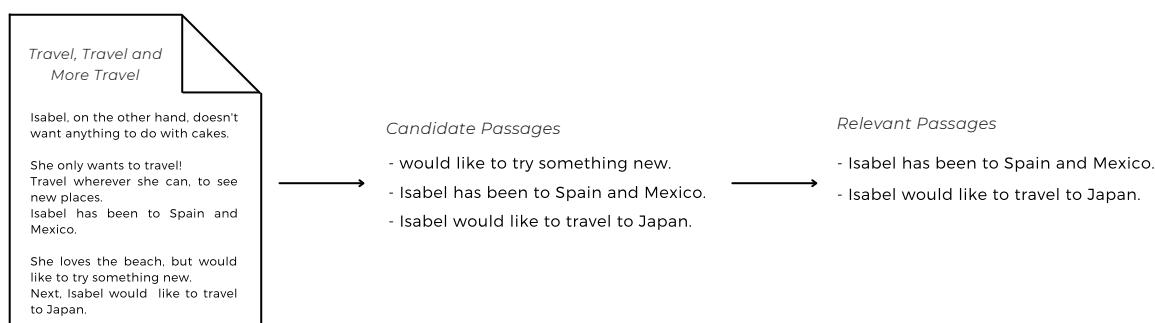 Travel, Travel and
More Travel
Isabel, on the other hand, doesn't
want anything to do with cakes.
She only wants to travel!
Travel wherever she can, to see
new places.
Isabel has been to Spain and
Mexico.
She loves the beach, but would
like to try something new.
Next, Isabel would like to travel
to Japan.
Candidate Passages
- would like to try something new.
- Isabel has been to Spain and Mexico.
- Isabel would like to travel to Japan.
Relevant Passages
- Isabel has been to Spain and Mexico.
- Isabel would like to travel to Japan.